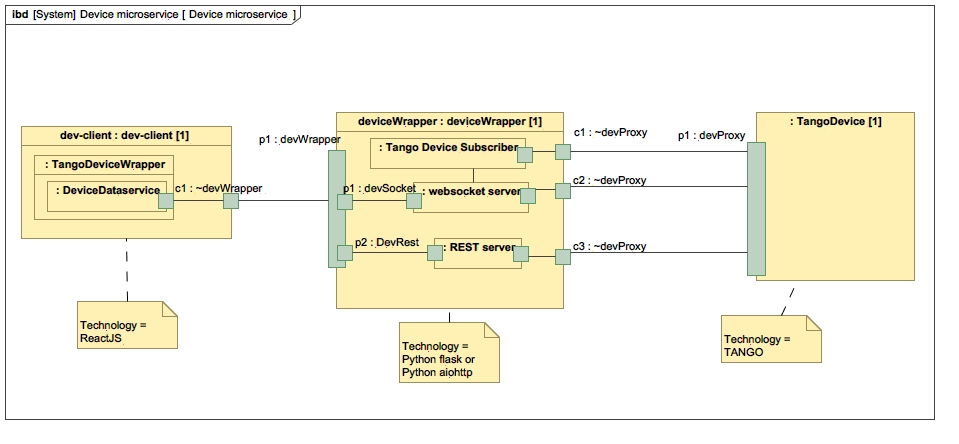 ibd [System] Device microservice [ Device microservice ]
dev-client : dev-client [1]
: TangoDeviceWrapper
: DeviceDataservice
c1 : ~devWrapper
p1 : devWrapper
deviceWrapper : deviceWrapper [1]
: Tango Device Subscriber
p1 : devSocket
: websocket server
p2 : DevRest
: REST server
c1 : ~devProxy
c2 : ~devProxy
c3 : ~devProxy
p1 : devProxy
: TangoDevice [1]
Technology =
ReactJS
Technology =
Python flask or
Python aiohttp
Technology =
TANGO